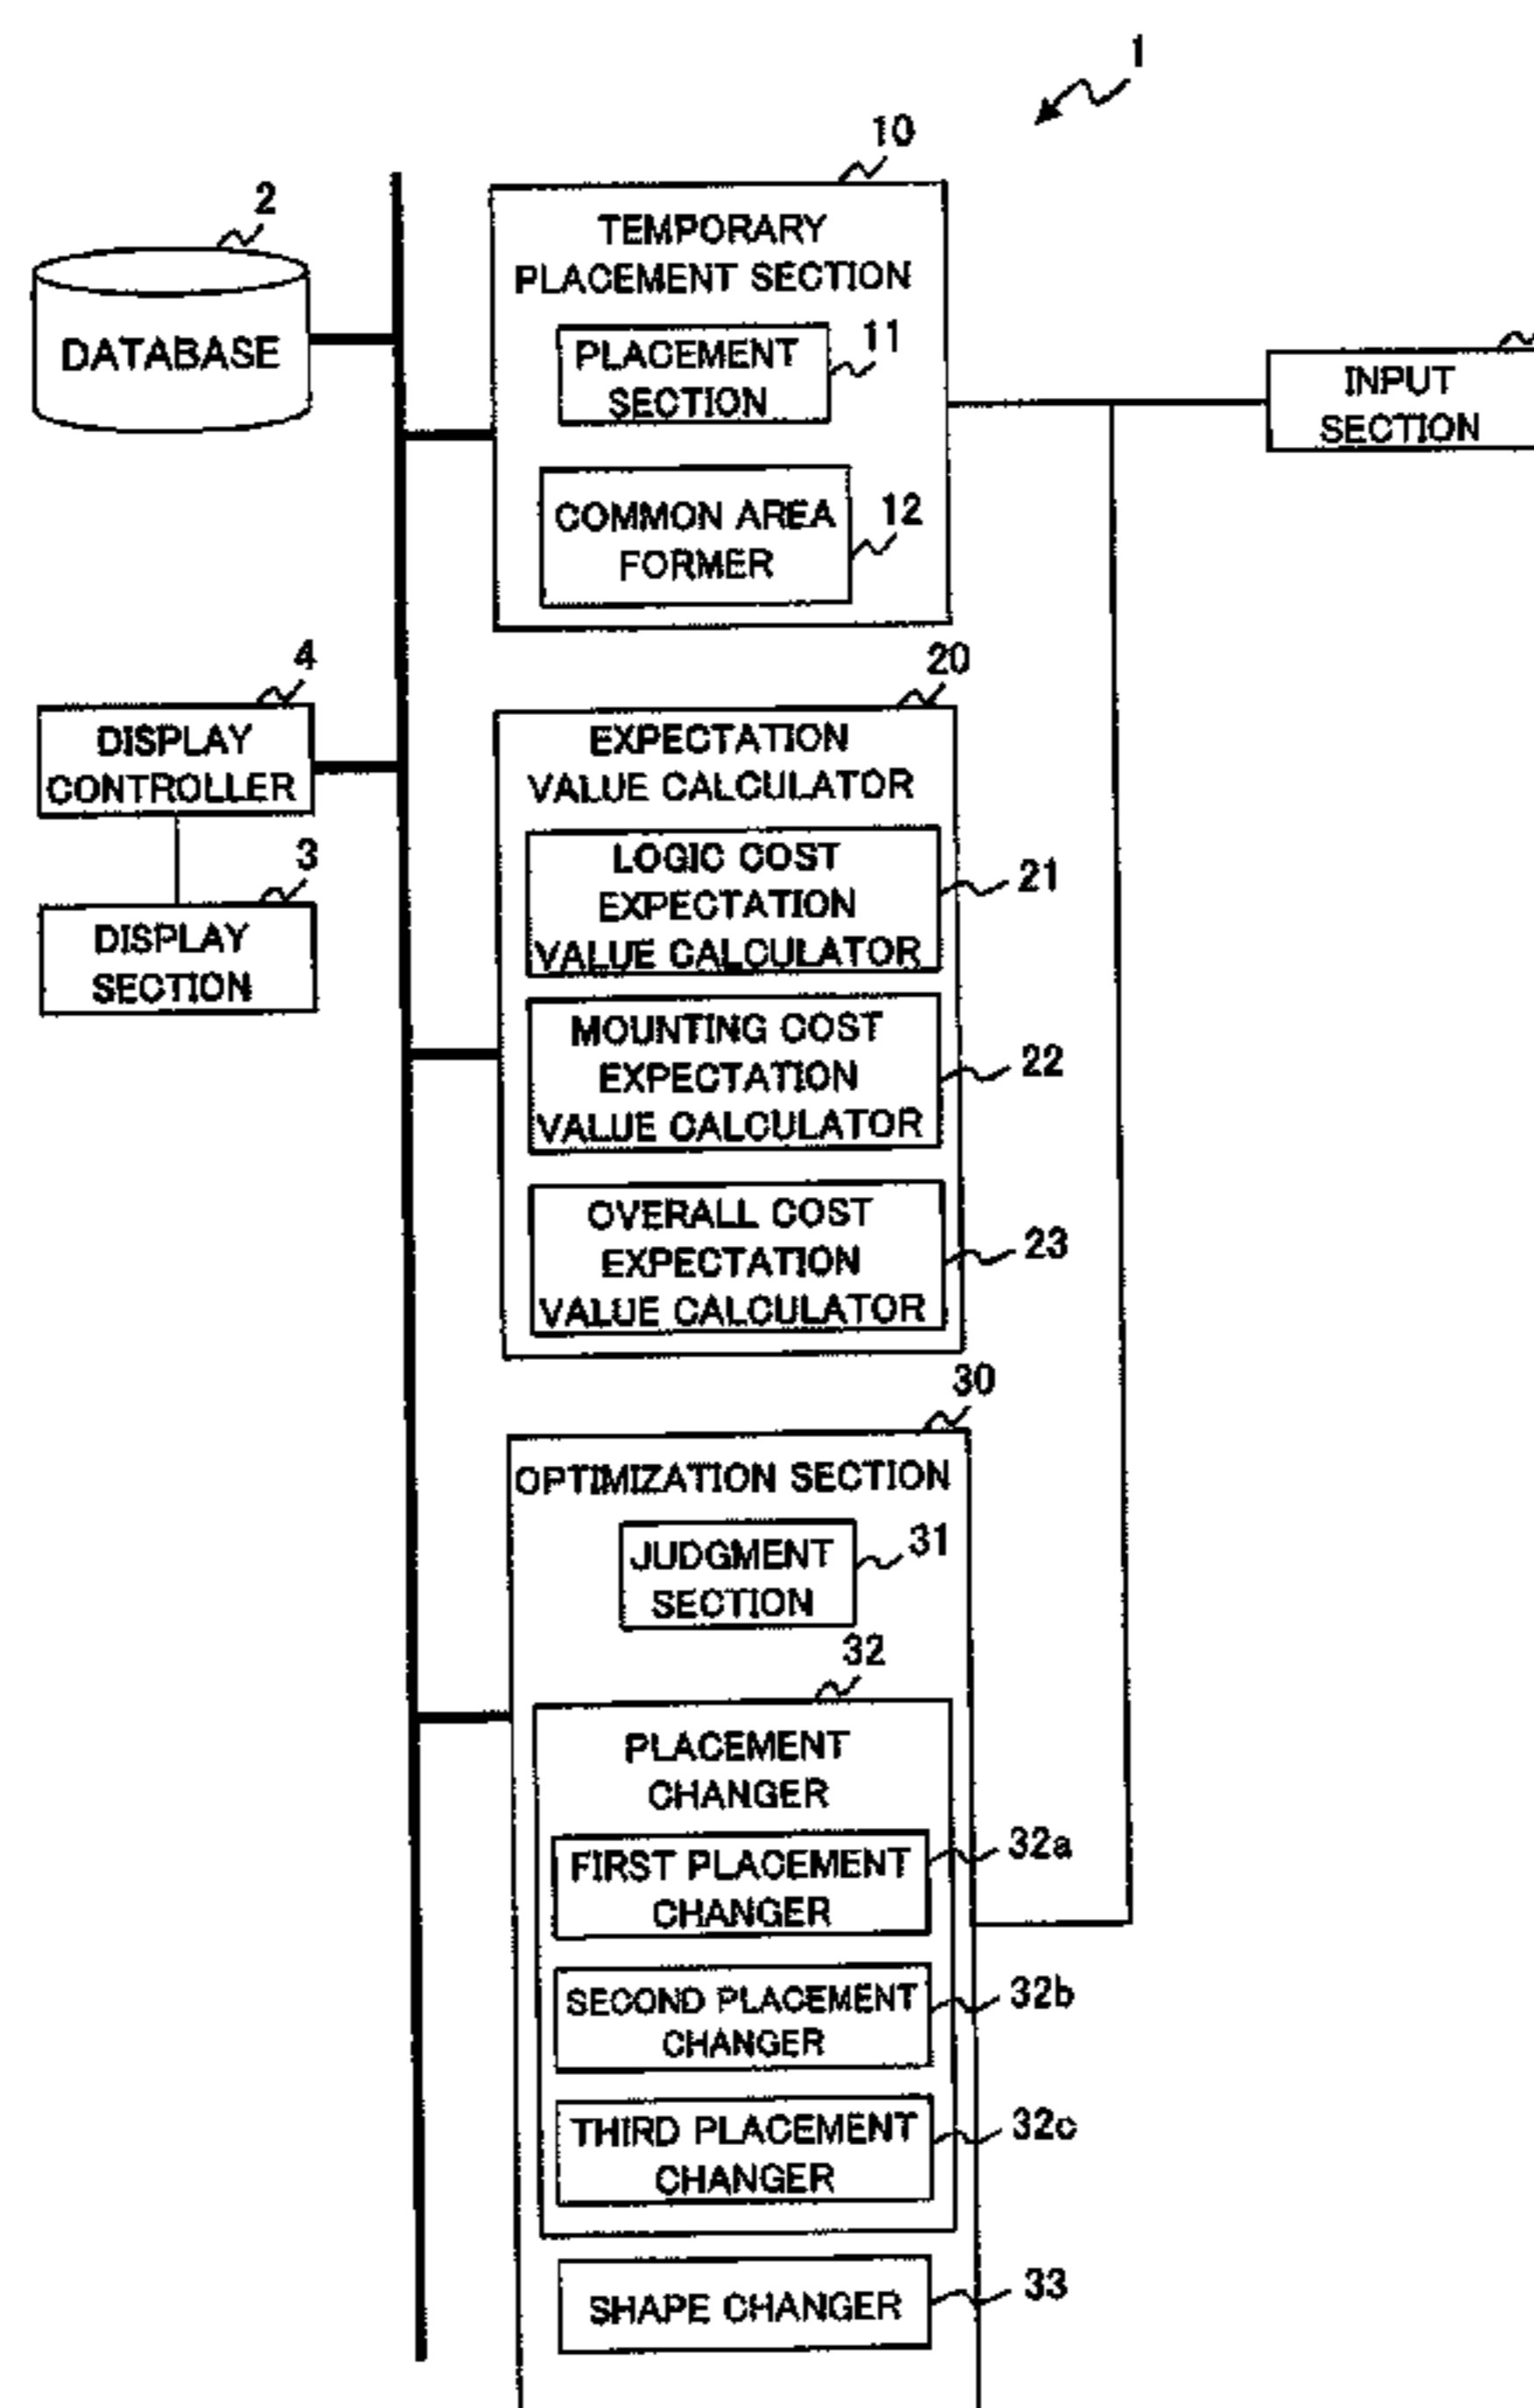 1
10
2
TEMPORARY
PLACEMENT SECTION
DATABASE
PLACEMENT
SECTION
11
INPUT
SECTION
COMMON AREA
FORMER
12
4
DISPLAY
CONTROLLER
3
DISPLAY
SECTION
20
EXPECTATION
VALUE CALCULATOR
LOGIC COST
EXPECTATION
VALUE CALCULATOR
21
MOUNTING COST
EXPECTATION
VALUE CALCULATOR
22
OVERALL COST
EXPECTATION
VALUE CALCULATOR
23
30
OPTIMIZATION SECTION
JUDGMENT
SECTION
31
32
PLACEMENT
CHANGER
FIRST PLACEMENT
CHANGER
32a
SECOND PLACEMENT
CHANGER
32b
THIRD PLACEMENT
CHANGER
32c
SHAPE CHANGER
33